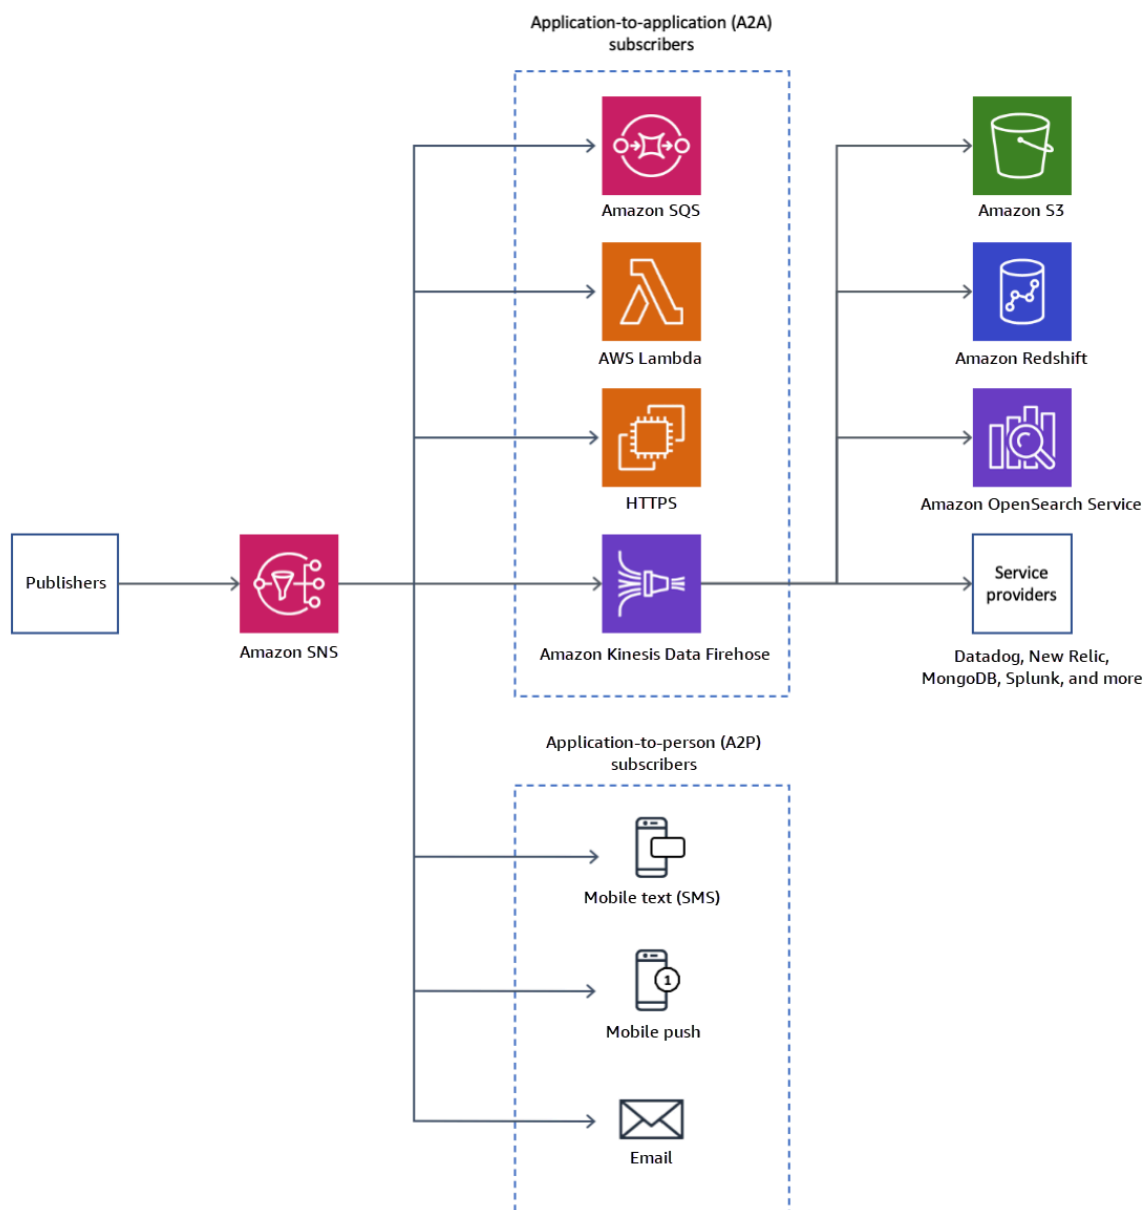 Application-to-application (A2A)
subscribers
Amazon SQS
Amazon S3
AWS Lambda
Amazon Redshift
HTTPS
Amazon OpenSearch Service
Publishers
Amazon SNS
Amazon Kinesis Data Firehose
Service
providers
Datadog, New Relic,
MongoDB, Splunk, and more
Application-to-person (A2P)
subscribers
Mobile text (SMS)
1
Mobile push
Email